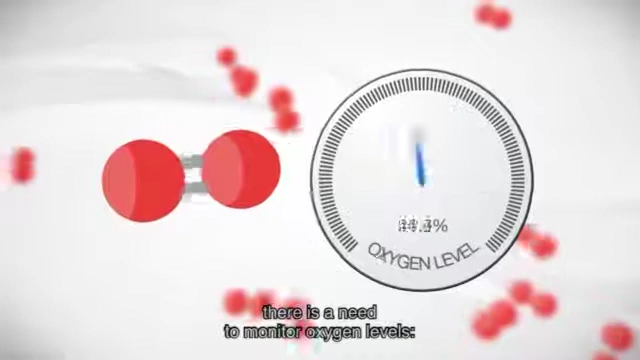 OXYGEN LEVEL
there is a need
to monitor oxygen levels: